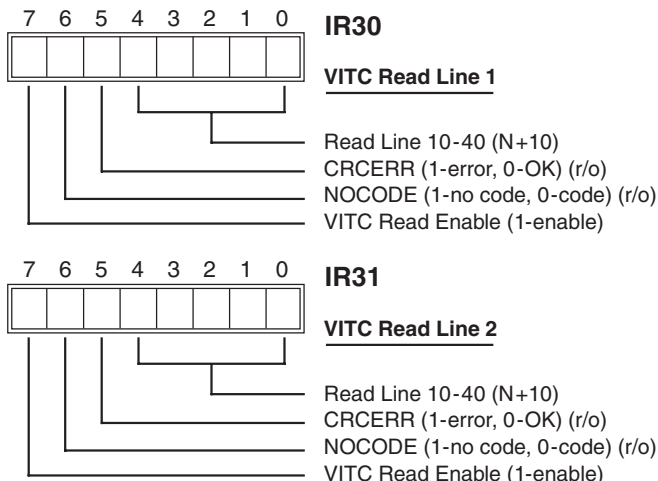 7 6 5 4 3 2 1 0
IR30
VITC Read Line 1
Read Line 10-40 (N+10)
CRCERR (1-error, 0-OK) (r/o)
NOCODE (1-no code, 0-code) (r/o)
VITC Read Enable (1-enable)
7 6 5 4 3 2 1 0
IR31
VITC Read Line 2
Read Line 10-40 (N+10)
CRCERR (1-error, 0-OK) (r/o)
NOCODE (1-no code, 0-code) (r/o)
VITC Read Enable (1-enable)